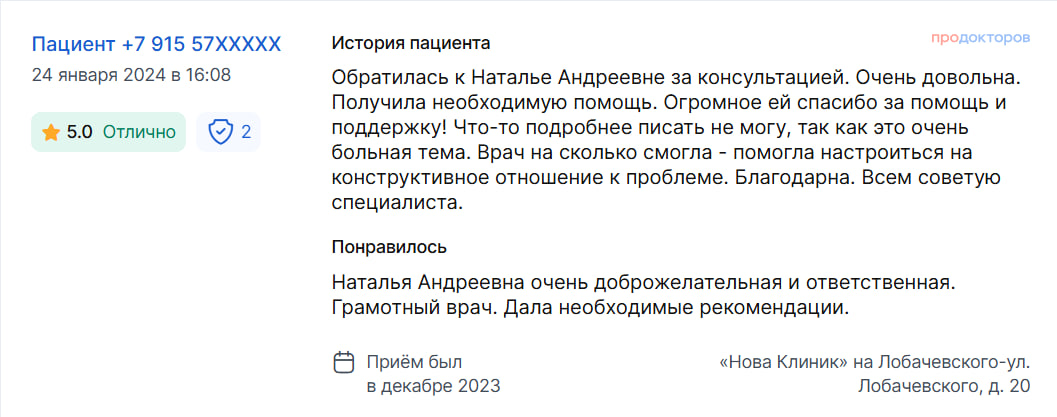 Пациент +7 915 57XXXXX
24 января 2024 в 16:08
5.0 Отлично
2
История пациента
продокторов
Обратилась к Наталье Андреевне за консультацией. Очень довольна.
Получила необходимую помощь. Огромное ей спасибо за помощь и
поддержку! Что-то подробнее писать не могу, так как это очень
больная тема. Врач на сколько смогла - помогла настроиться на
конструктивное отношение к проблеме. Благодарна. Всем советую
специалиста.
Понравилось
Наталья Андреевна очень доброжелательная и ответственная.
Грамотный врач. Дала необходимые рекомендации.
Приём был
в декабре 2023
«Нова Клиник» на Лобачевского-ул.
Лобачевского, д. 20